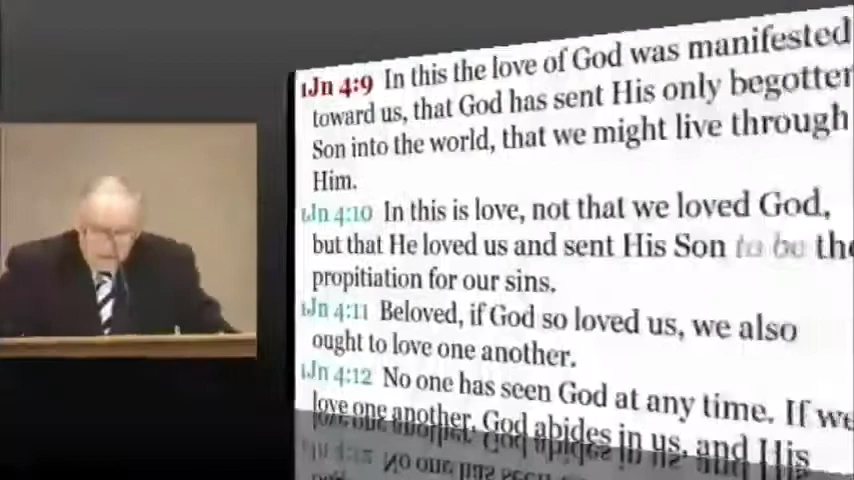 1Jn 4:9 In this the love of God was manifested
toward us, that God has sent His only begotten
Son into the world, that we might live through
Him.
1Jn 4:10 In this is love, not that we loved God,
but that He loved us and sent His Son to be the
propitiation for our sins.
1Jn 4:11 Beloved, if God so loved us, we also
ought to love one another.
1Jn 4:12 No one has seen God at any time. If we
love one another, God abides in us, and His